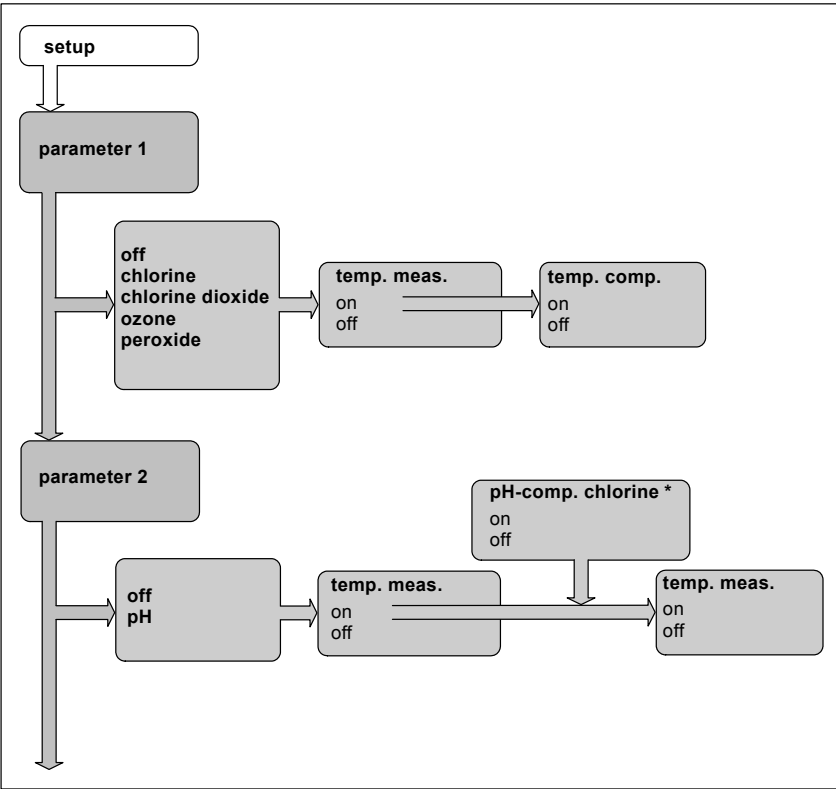 setup
parameter 1
off
chlorine
chlorine dioxide
ozone
peroxide
temp. meas.
on
off
temp. comp.
on
off
parameter 2
pH-comp. chlorine *
on
off
off
pH
temp. meas.
on
off
temp. meas.
on
off